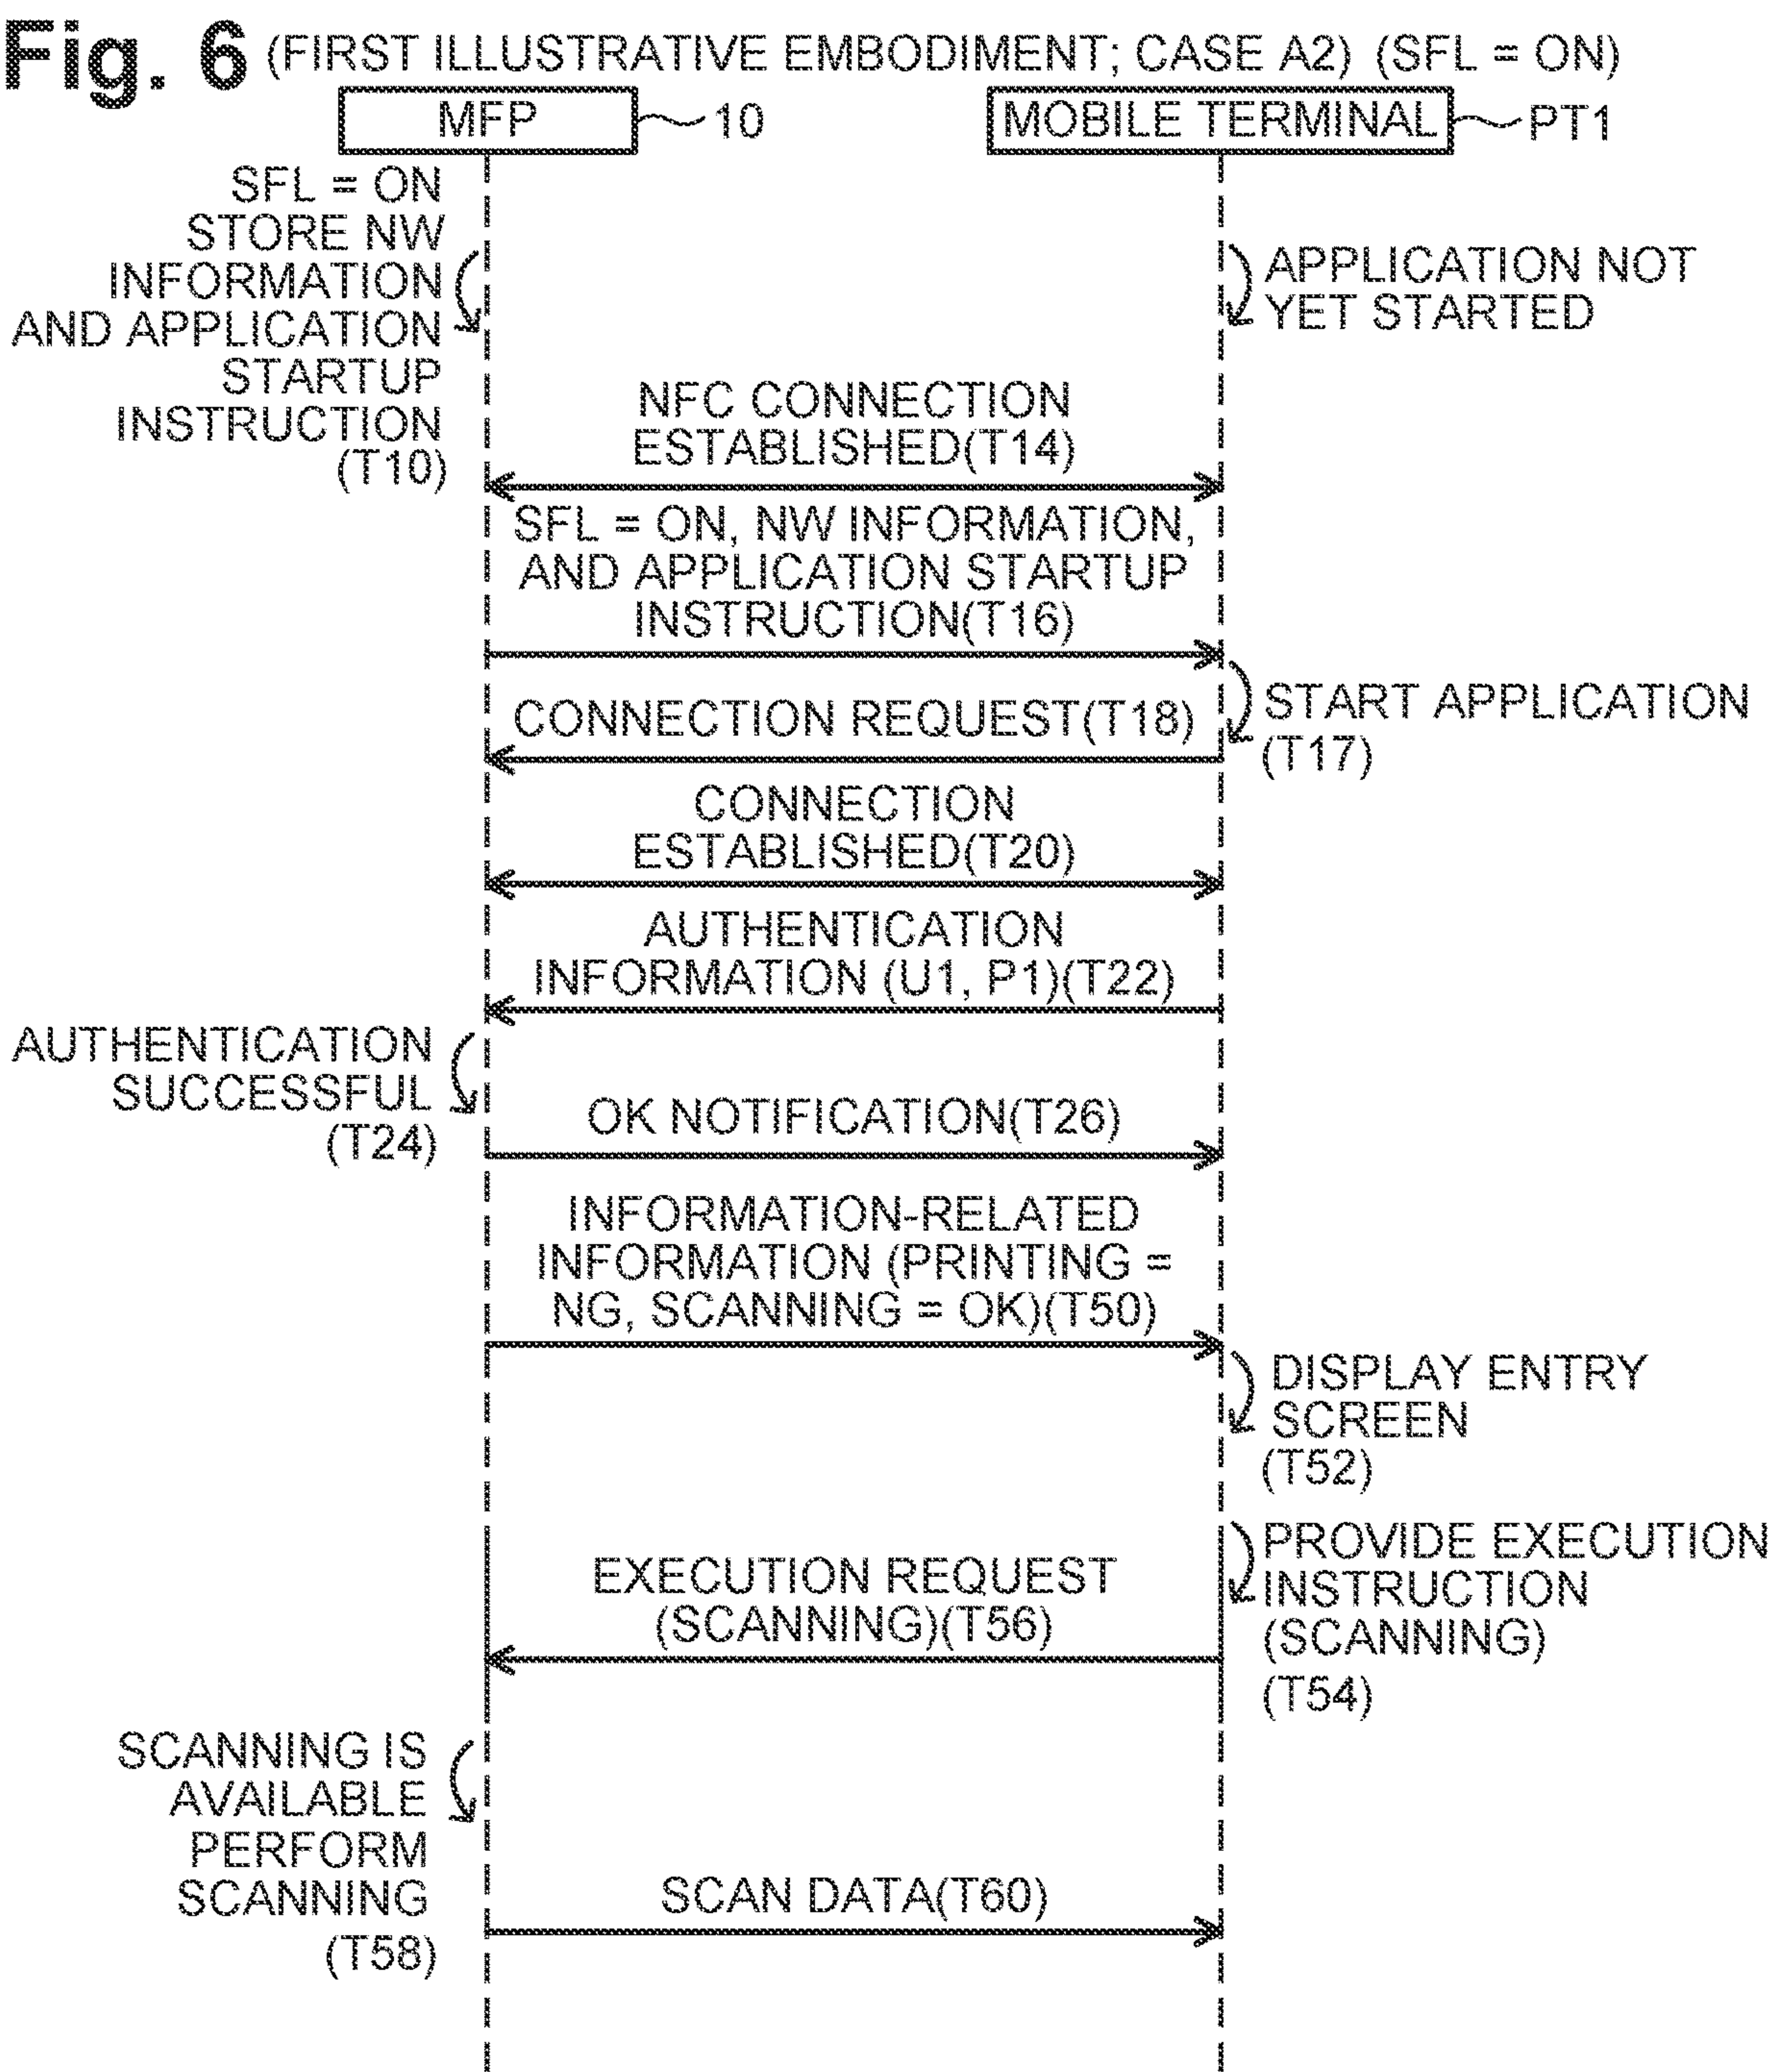 Fig. 6 (FIRST ILLUSTRATIVE EMBODIMENT; CASE A2) (SFL = ON)
MFP
10
MOBILE TERMINAL
PT1
SFL = ON
STORE NW
INFORMATION
AND APPLICATION
STARTUP
INSTRUCTION
(T10)
APPLICATION NOT
YET STARTED
NFC CONNECTION
ESTABLISHED(T14)
SFL = ON, NW INFORMATION,
AND APPLICATION STARTUP
INSTRUCTION(T16)
START APPLICATION
(T17)
CONNECTION REQUEST(T18)
CONNECTION
ESTABLISHED(T20)
AUTHENTICATION
INFORMATION (U1, P1)(T22)
AUTHENTICATION
SUCCESSFUL
(T24)
OK NOTIFICATION(T26)
INFORMATION-RELATED
INFORMATION (PRINTING =
NG, SCANNING = OK)(T50)
DISPLAY ENTRY
SCREEN
(T52)
PROVIDE EXECUTION
INSTRUCTION
(SCANNING)
(T54)
EXECUTION REQUEST
(SCANNING)(T56)
SCANNING IS
AVAILABLE
PERFORM
SCANNING
(T58)
SCAN DATA(T60)